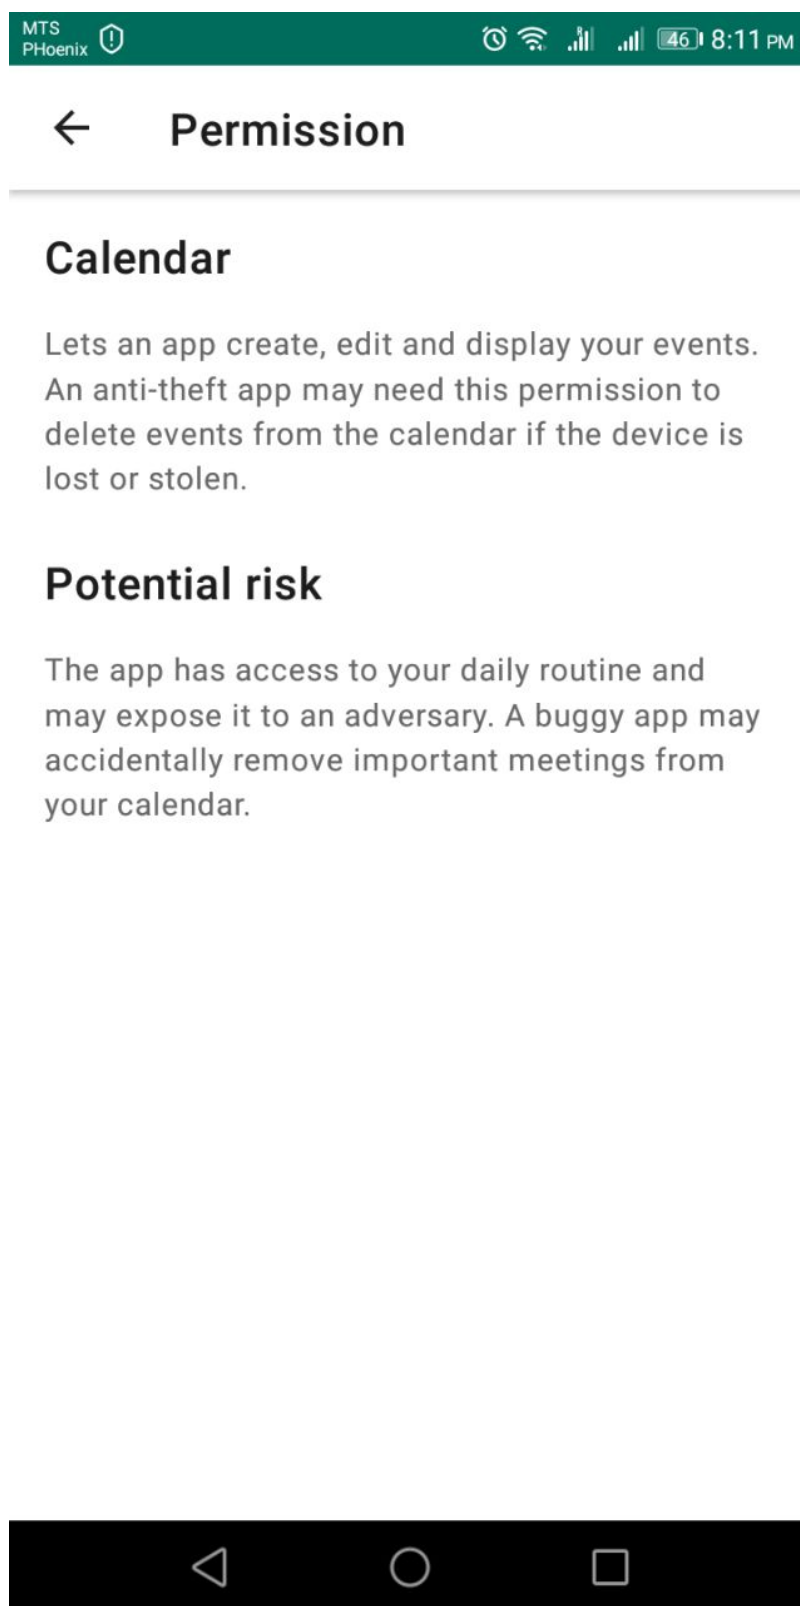 MTS
PHoenix
R
46
8:11 PM
Permission
Calendar
Lets an app create, edit and display your events.
An anti-theft app may need this permission to
delete events from the calendar if the device is
lost or stolen.
Potential risk
The app has access to your daily routine and
may expose it to an adversary. A buggy app may
accidentally remove important meetings from
your calendar.